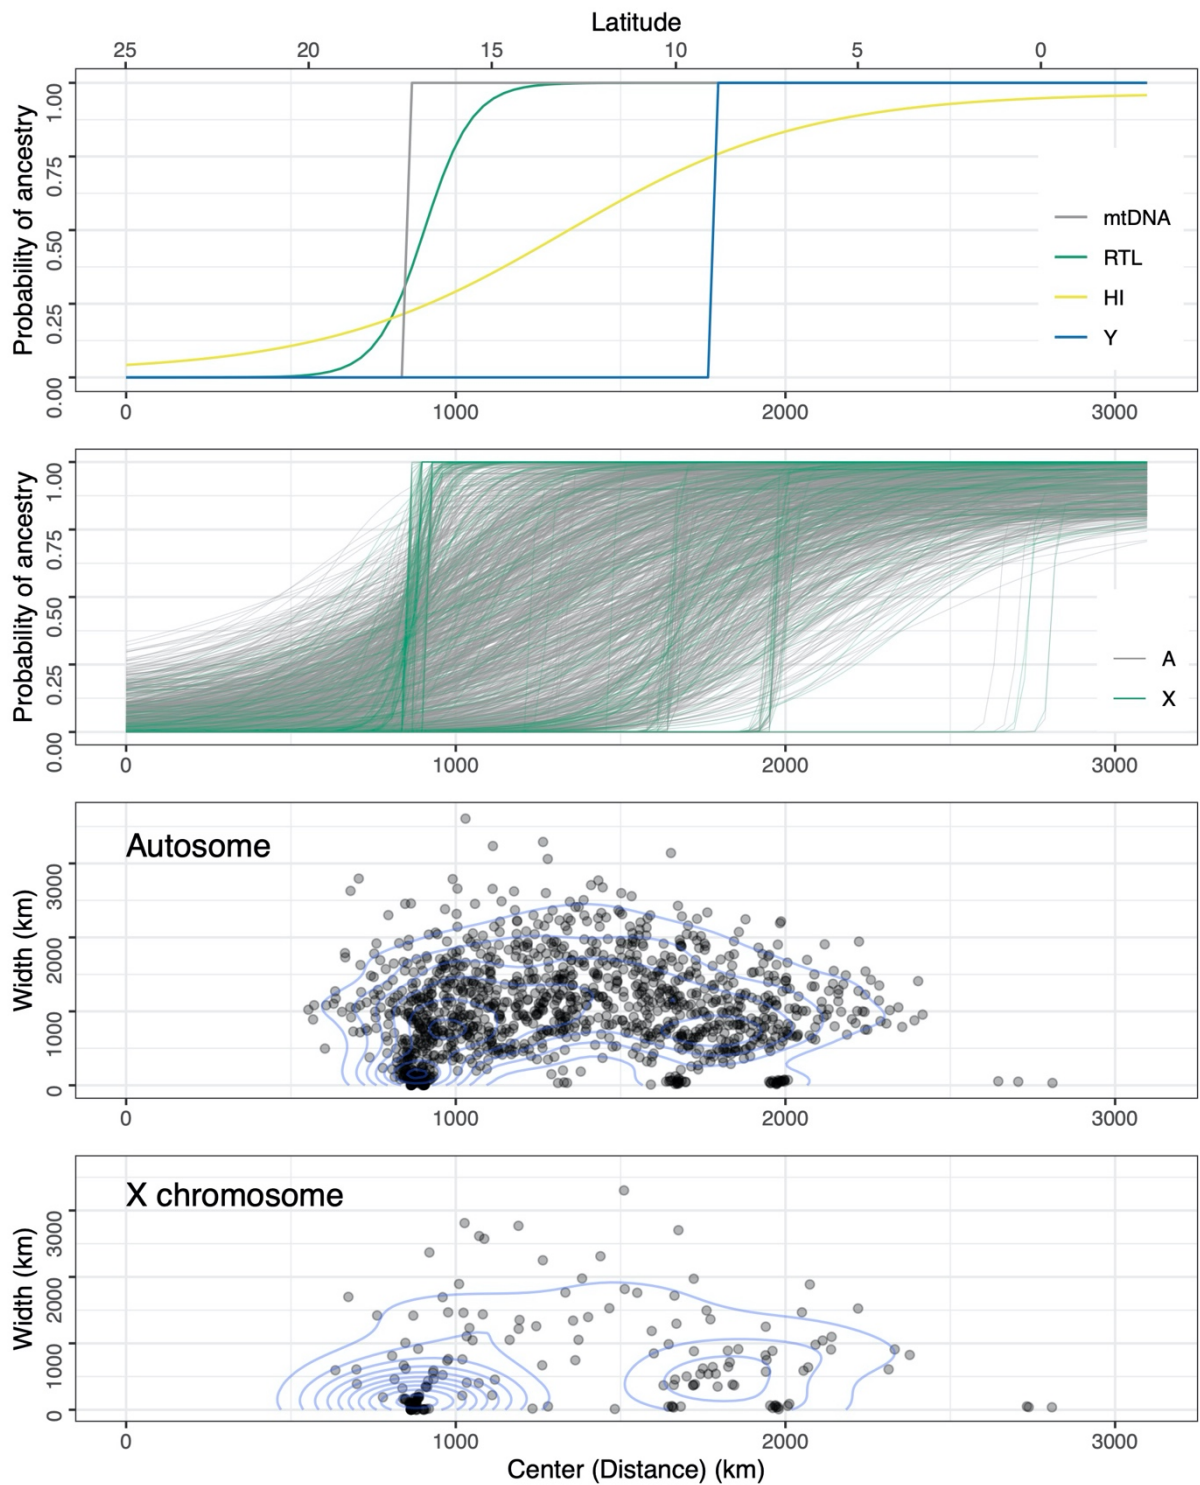 Latitude
25 20 15 10 5 0
Probability of ancestry
1.00
0.75
0.50
0.25
0.00
mtDNA
RTL
HI
Y
0 1000 2000 3000
Probability of ancestry
1.00
0.75
0.50
0.25
0.00
A
X
0 1000 2000 3000
Autosome
Width (km)
3000
2000
1000
0
0 1000 2000 3000
X chromosome
Width (km)
3000
2000
1000
0
0 1000 2000 3000
Center (Distance) (km)